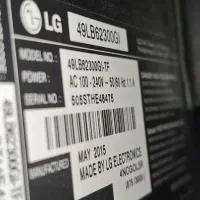 LG 49LB62300GI
MODEL NO : 49LB62300GI-TF
POWER : AC 100 - 240V ~ 50/60 Hz 1.1 A
SERIAL NO : 505STHE46476
MAY 2015
MADE BY LG ELECTRONICS